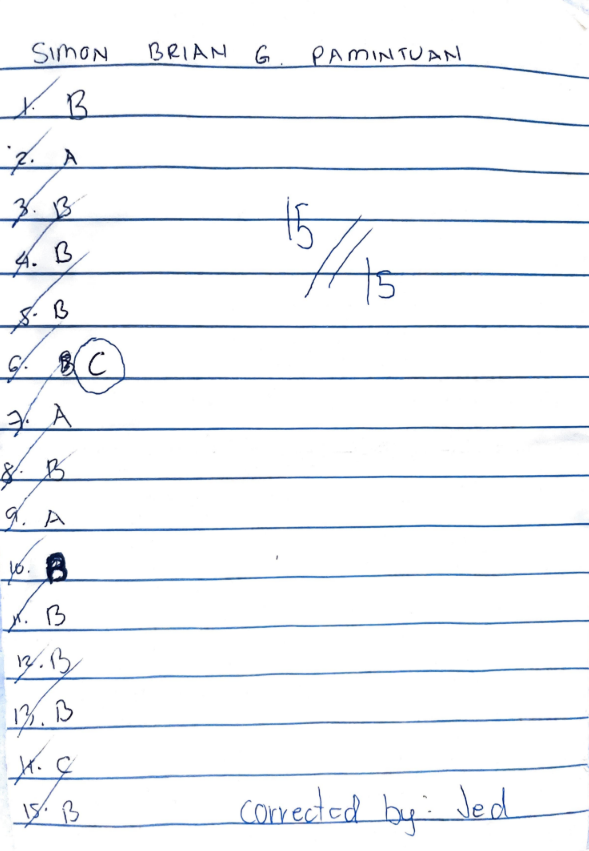 SIMON BRIAN G. PAMINTUAN
1. B
2. A
3. B
4. B
15//15
5. B
6. C
7. A
8. B
9. A
10. B
11. B
12. B
13. B
14. C
15. B
corrected by: Jed